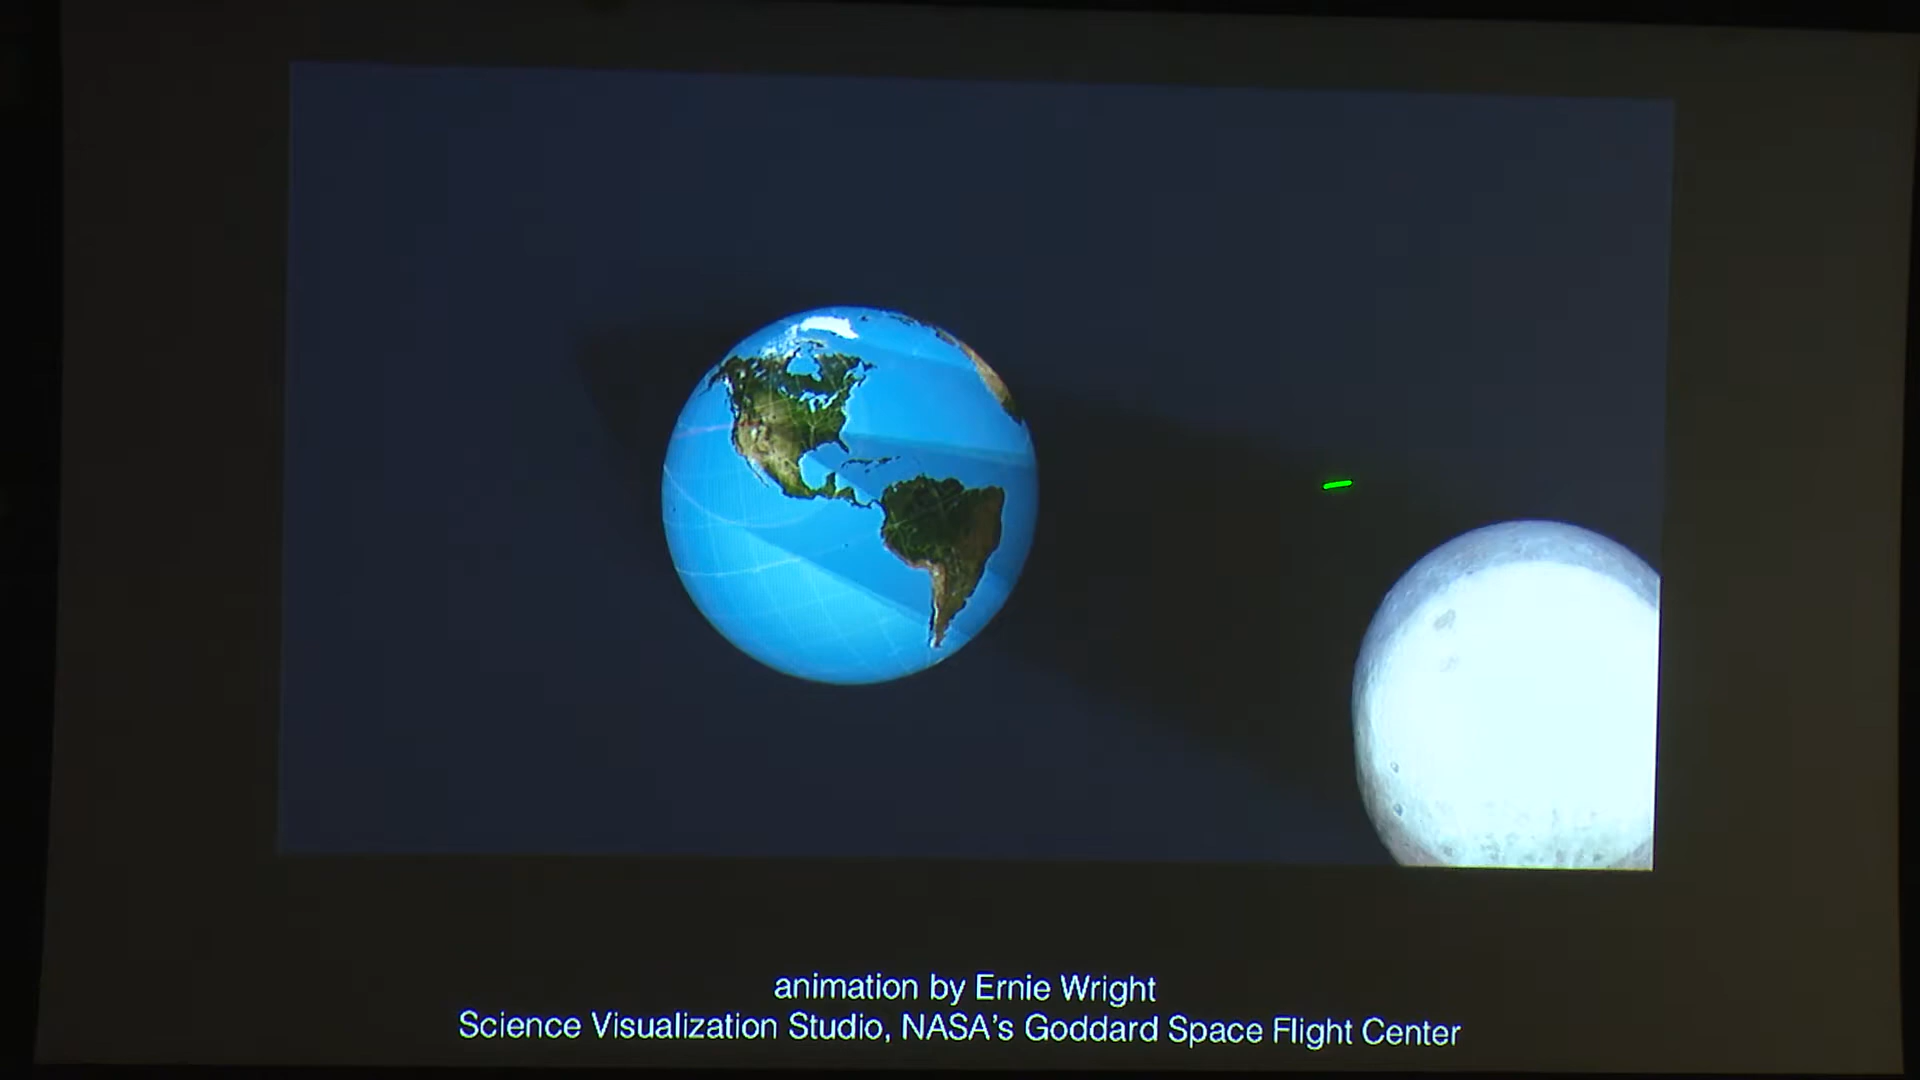 animation by Ernie Wright
Science Visualization Studio, NASA's Goddard Space Flight Center